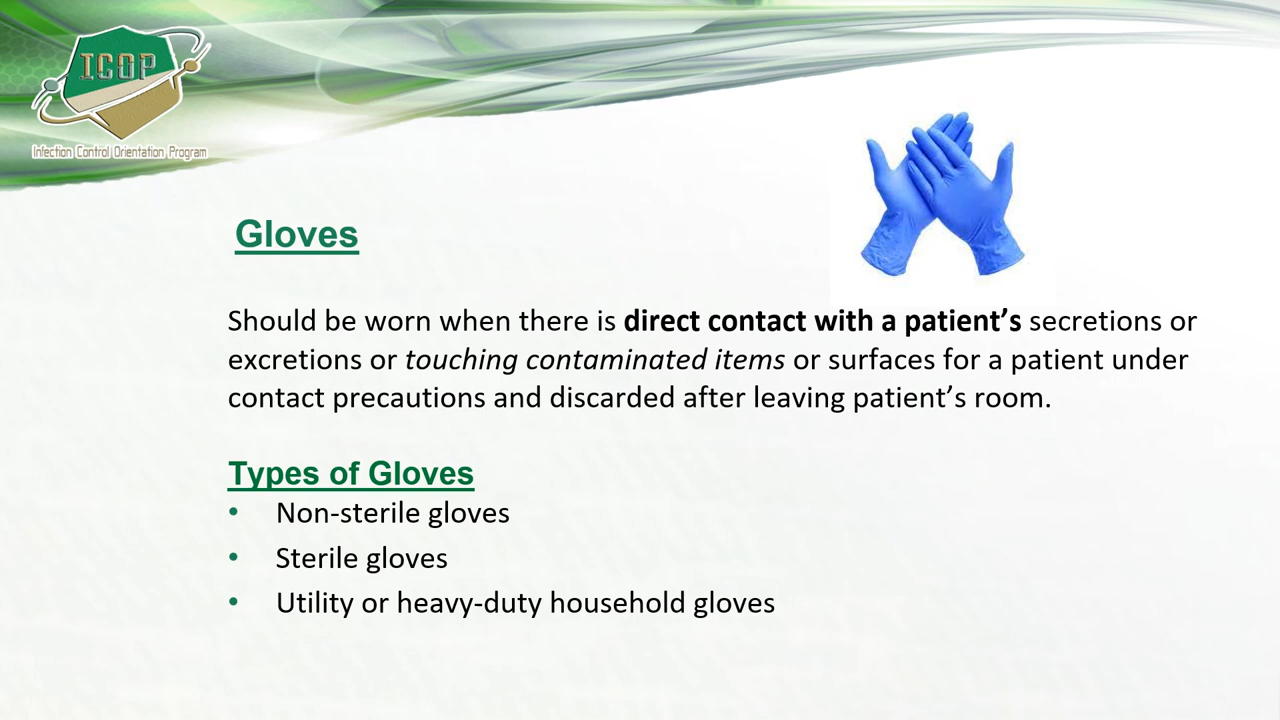 ICOP
Infection Control Orientation Program
Gloves
Should be worn when there is direct contact with a patient’s secretions or
excretions or touching contaminated items or surfaces for a patient under
contact precautions and discarded after leaving patient’s room.
Types of Gloves
• Non-sterile gloves
• Sterile gloves
• Utility or heavy-duty household gloves